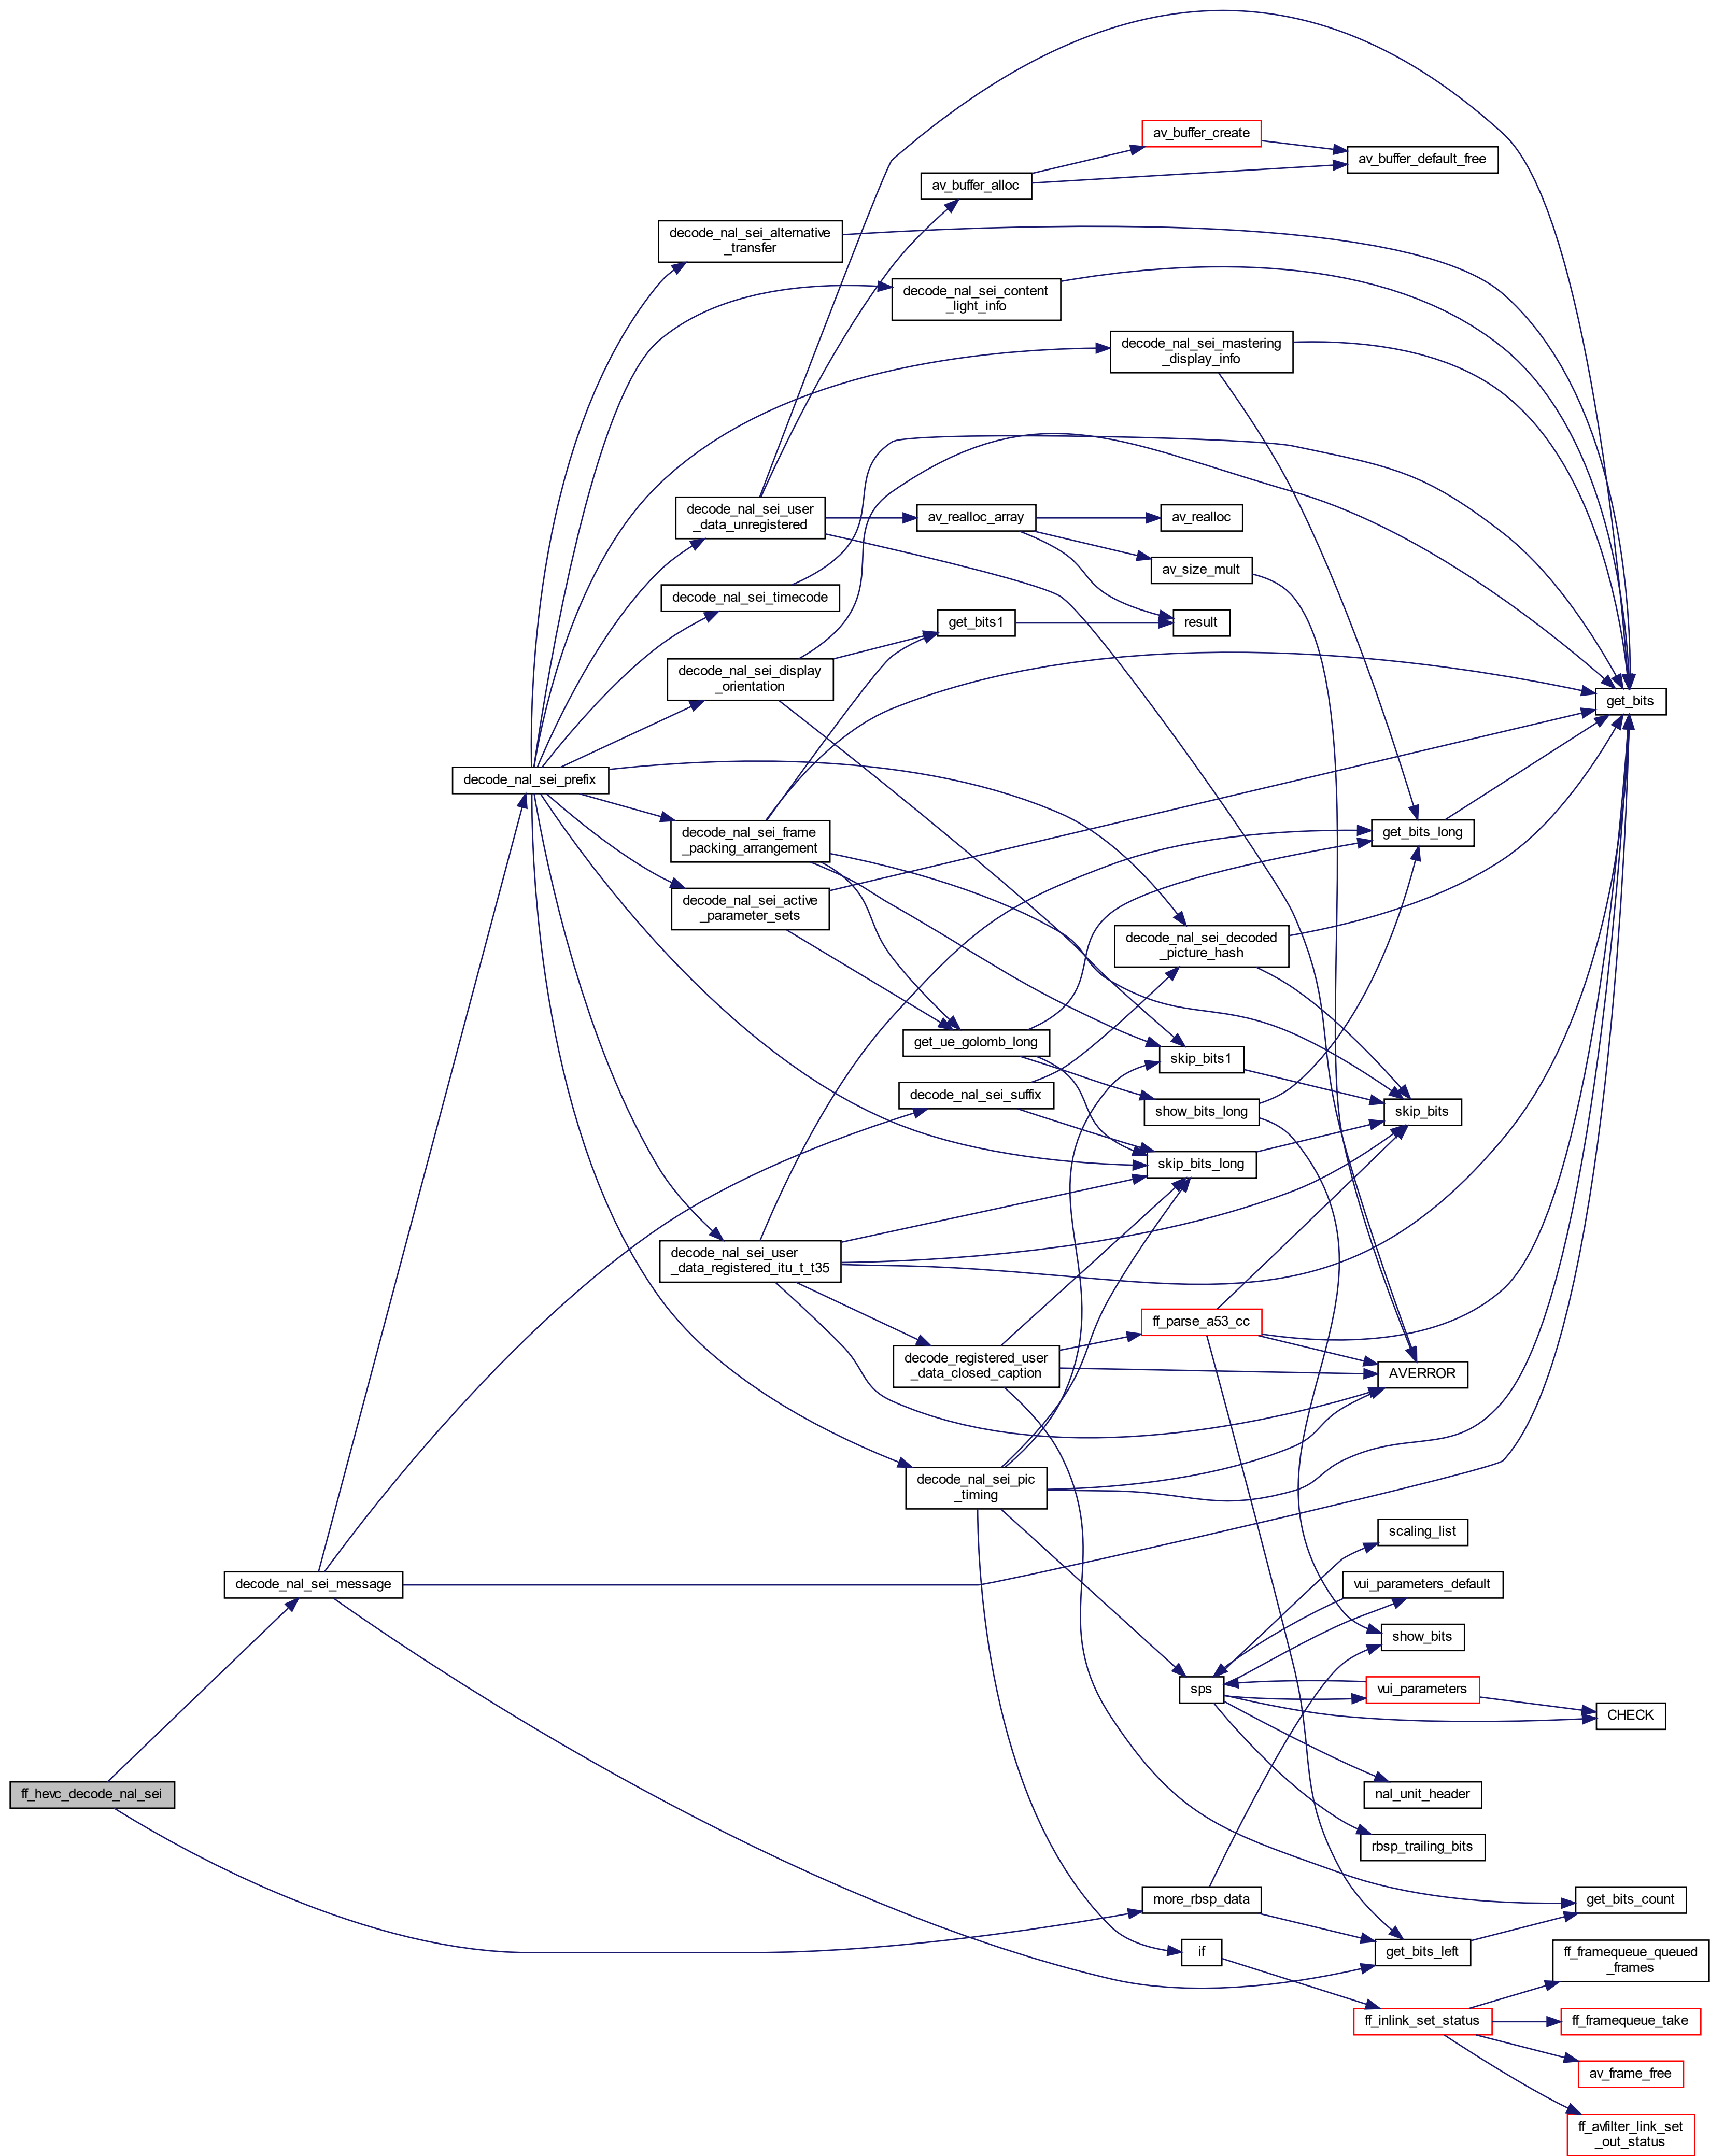 av_buffer_create
av_buffer_default_free
av_buffer_alloc
decode_nal_sei_alternative
_transfer
decode_nal_sei_content
_light_info
decode_nal_sei_mastering
_display_info
decode_nal_sei_user
_data_unregistered
av_realloc_array
av_realloc
av_size_mult
decode_nal_sei_timecode
get_bits1
result
decode_nal_sei_display
_orientation
get_bits
decode_nal_sei_prefix
decode_nal_sei_frame
_packing_arrangement
get_bits_long
decode_nal_sei_active
_parameter_sets
decode_nal_sei_decoded
_picture_hash
get_ue_golomb_long
skip_bits1
decode_nal_sei_suffix
show_bits_long
skip_bits
skip_bits_long
decode_nal_sei_user
_data_registered_itu_t_t35
ff_parse_a53_cc
decode_registered_user
_data_closed_caption
AVERROR
decode_nal_sei_pic
_timing
scaling_list
decode_nal_sei_message
vui_parameters_default
show_bits
sps
vui_parameters
CHECK
ff_hevc_decode_nal_sei
nal_unit_header
rbsp_trailing_bits
more_rbsp_data
get_bits_count
if
get_bits_left
ff_framequeue_queued
_frames
ff_inlink_set_status
ff_framequeue_take
av_frame_free
ff_avfilter_link_set
_out_status